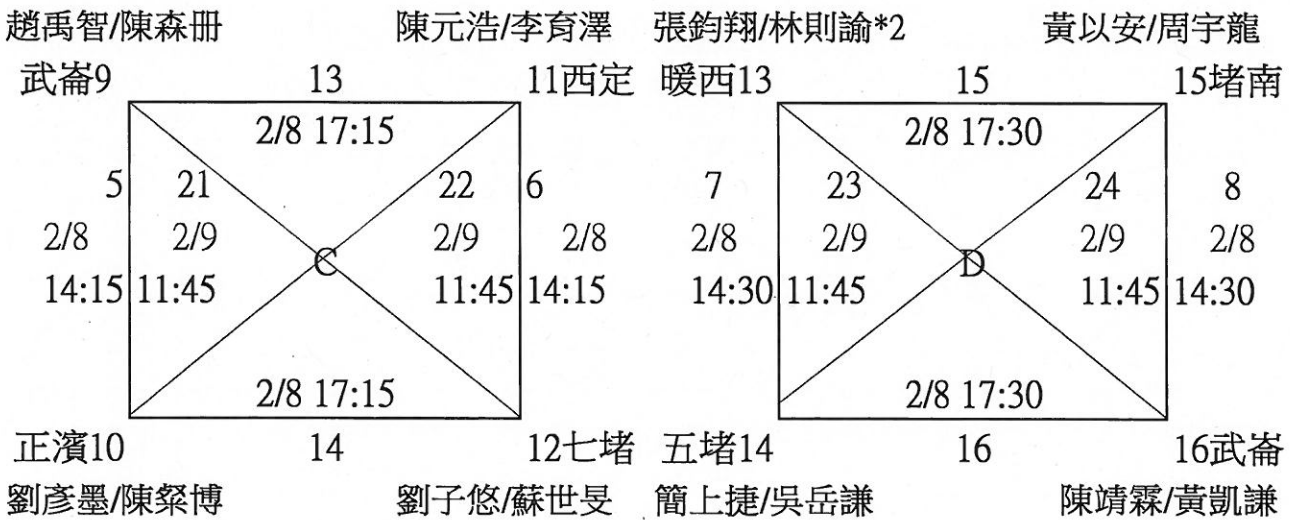 趙禹智/陳森冊 陳元浩/李育澤 張鈞翔/林則諭*2 黃以安/周宇龍
武崙9 13 11西定 暖西13 15 15堵南
2/8 17:15 2/8 17:30
5 21 22 6 7 23 24 8
2/8 2/9 2/9 2/8 2/8 2/9 2/9 2/8
C D
14:15 11:45 11:45 14:15 14:30 11:45 11:45 14:30
2/8 17:15 2/8 17:30
正濱10 14 12七堵 五堵14 16 16武崙
劉彥墨/陳粲博 劉子悠/蘇世旻 簡上捷/吳岳謙 陳靖霖/黃凱謙